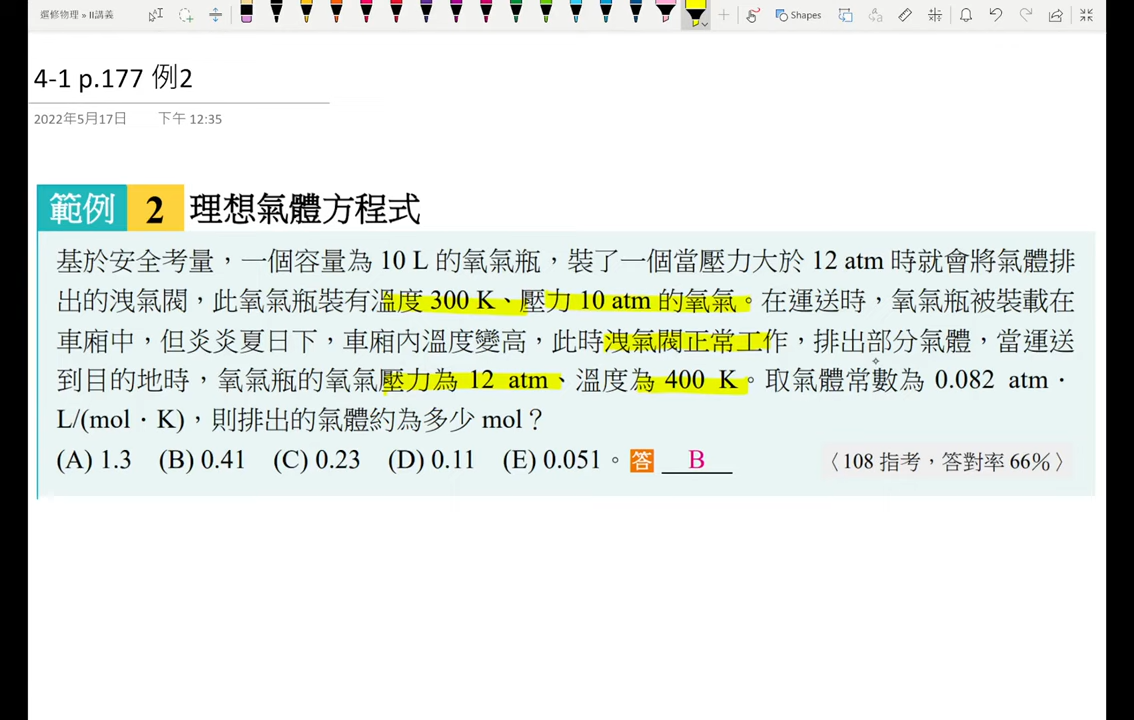 選修物理 » II講義
Shapes
4-1 p.177 例2
2022年5月17日 下午 12:35
範例 2 理想氣體方程式
基於安全考量，一個容量為 10 L 的氧氣瓶，裝了一個當壓力大於 12 atm 時就會將氣體排
出的洩氣閥，此氧氣瓶裝有溫度 300 K、壓力 10 atm 的氧氣。在運送時，氧氣瓶被裝載在
車廂中，但炎炎夏日下，車廂內溫度變高，此時洩氣閥正常工作，排出部分氣體，當運送
到目的地時，氧氣瓶的氧氣壓力為 12 atm、溫度為 400 K。取氣體常數為 0.082 atm．
L/(mol．K)，則排出的氣體約為多少 mol？
(A) 1.3 (B) 0.41 (C) 0.23 (D) 0.11 (E) 0.051。答 B 〈108 指考，答對率 66%〉